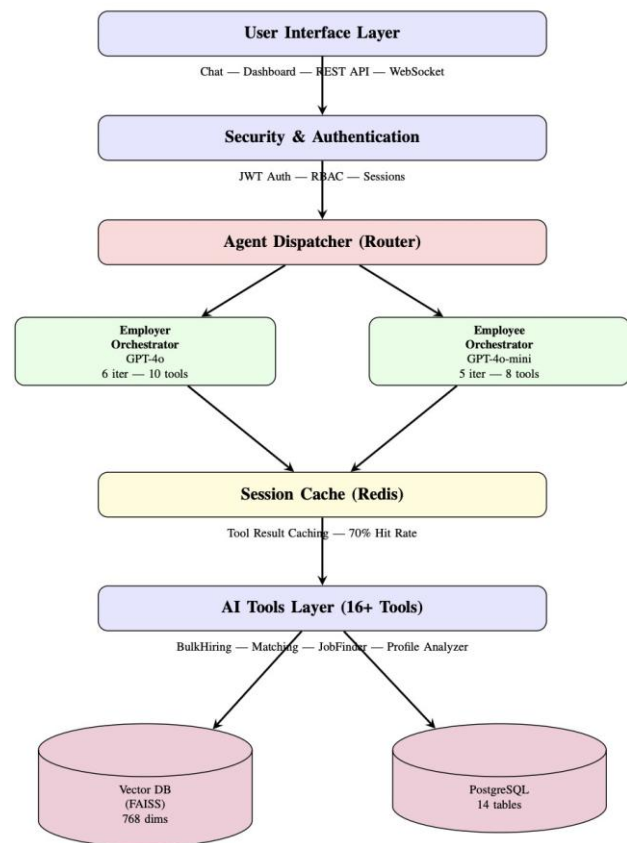 User Interface Layer
Chat — Dashboard — REST API — WebSocket
Security & Authentication
JWT Auth — RBAC — Sessions
Agent Dispatcher (Router)
Employer
Orchestrator
GPT-4o
6 iter — 10 tools
Employee
Orchestrator
GPT-4o-mini
5 iter — 8 tools
Session Cache (Redis)
Tool Result Caching — 70% Hit Rate
AI Tools Layer (16+ Tools)
BulkHiring — Matching — JobFinder — Profile Analyzer
Vector DB
(FAISS)
768 dims
PostgreSQL
14 tables